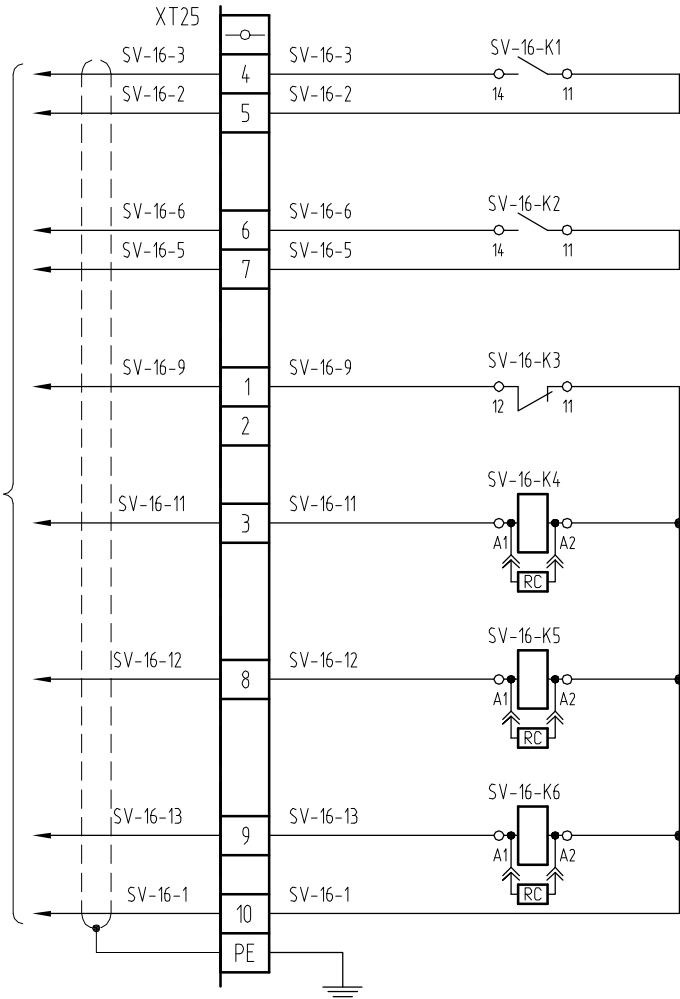 XT25
SV-16-3 4 SV-16-3 SV-16-K1
14 11
SV-16-2 5 SV-16-2
SV-16-6 6 SV-16-6 SV-16-K2
14 11
SV-16-5 7 SV-16-5
SV-16-9 1 SV-16-9 SV-16-K3
12 11
2
SV-16-K4
SV-16-11 3 SV-16-11
A1 A2
RC
SV-16-K5
SV-16-12 8 SV-16-12
A1 A2
RC
SV-16-K6
SV-16-13 9 SV-16-13
A1 A2
RC
SV-16-1 10 SV-16-1
PE